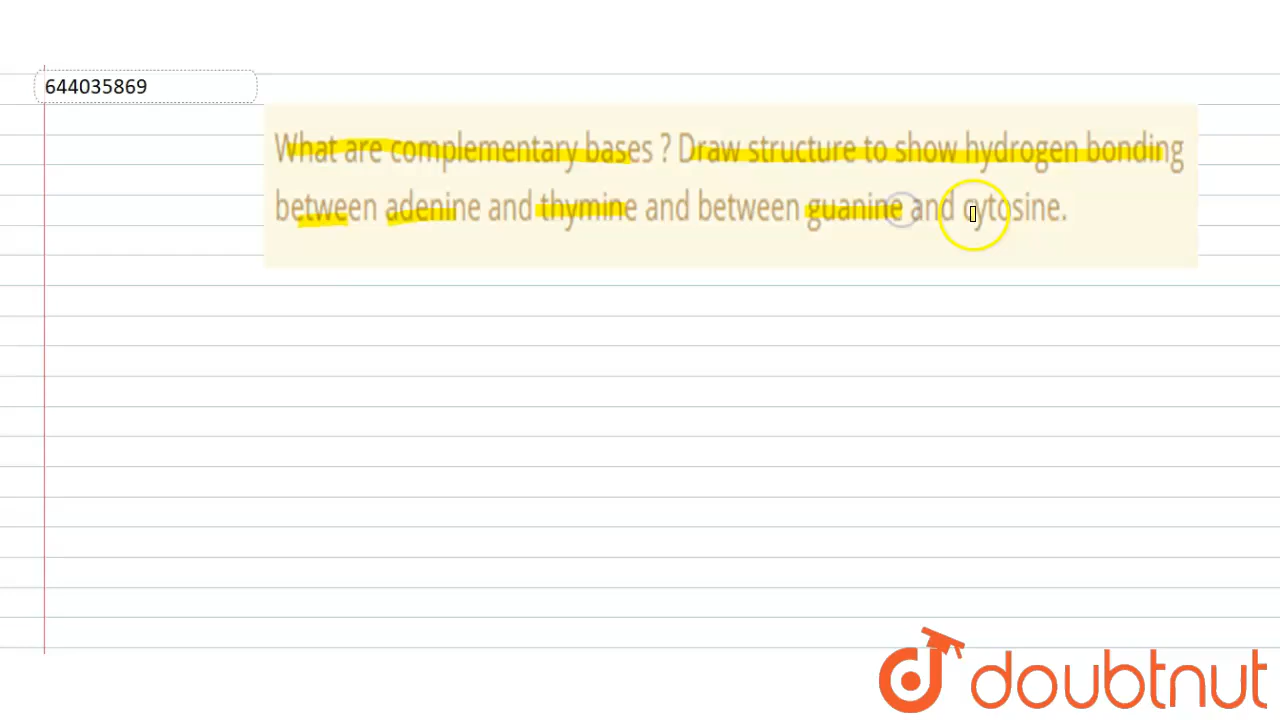 644035869
What are complementary bases ? Draw structure to show hydrogen bonding
between adenine and thymine and between guanine and cytosine.
doubtnut